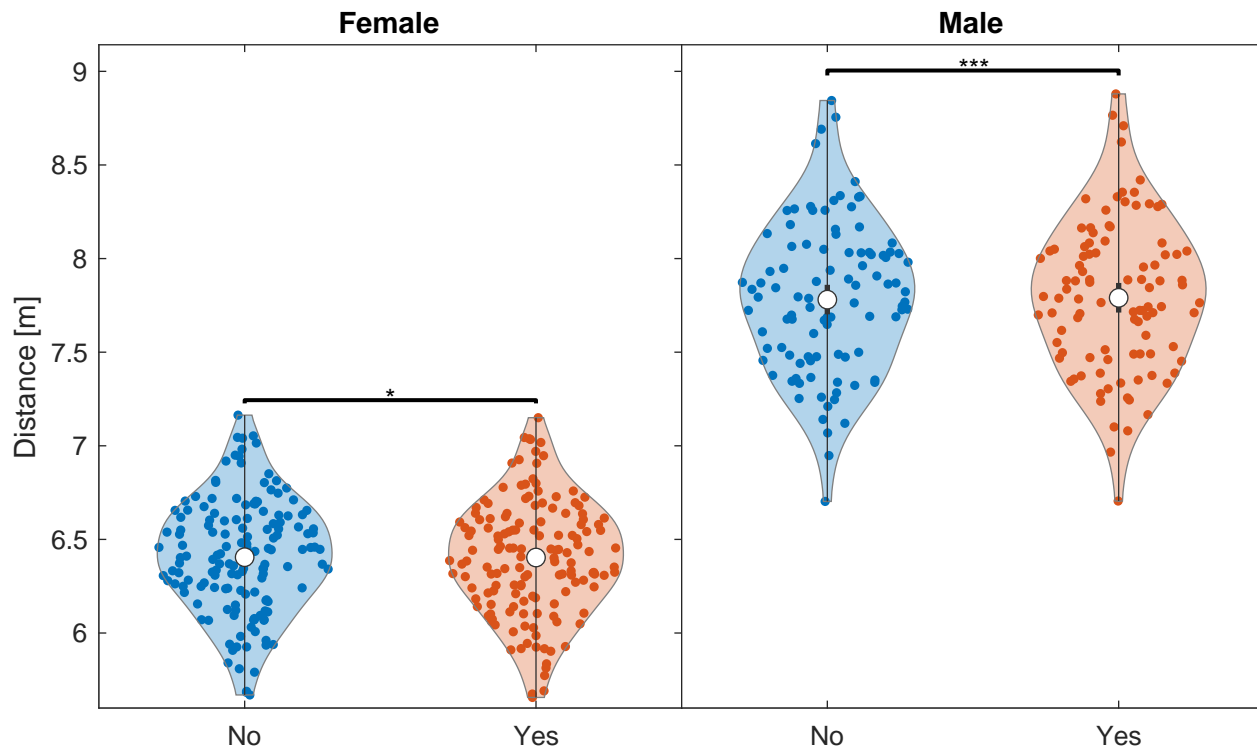 Female
Male
Distance [m]
9
8.5
8
7.5
7
6.5
6
*
***
No
Yes
No
Yes